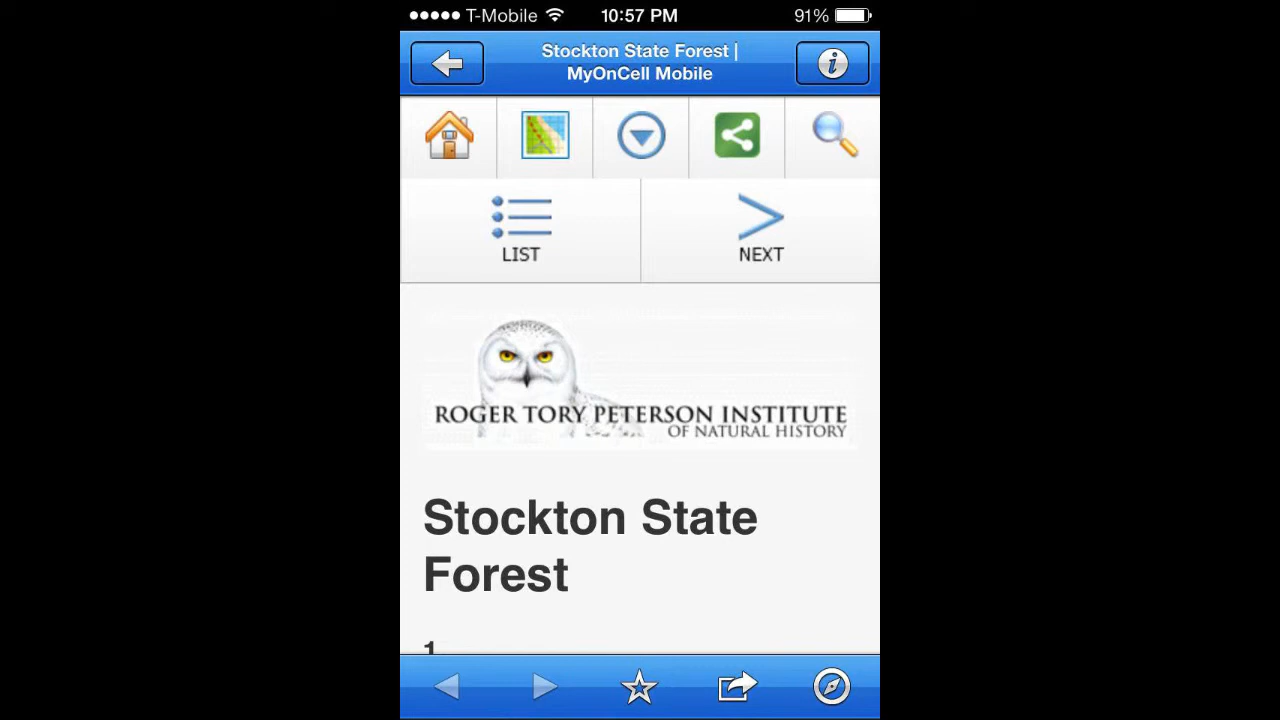 T-Mobile 10:57 PM 91%
Stockton State Forest |
MyOnCell Mobile
LIST NEXT
ROGER TORY PETERSON INSTITUTE
OF NATURAL HISTORY
Stockton State
Forest
1